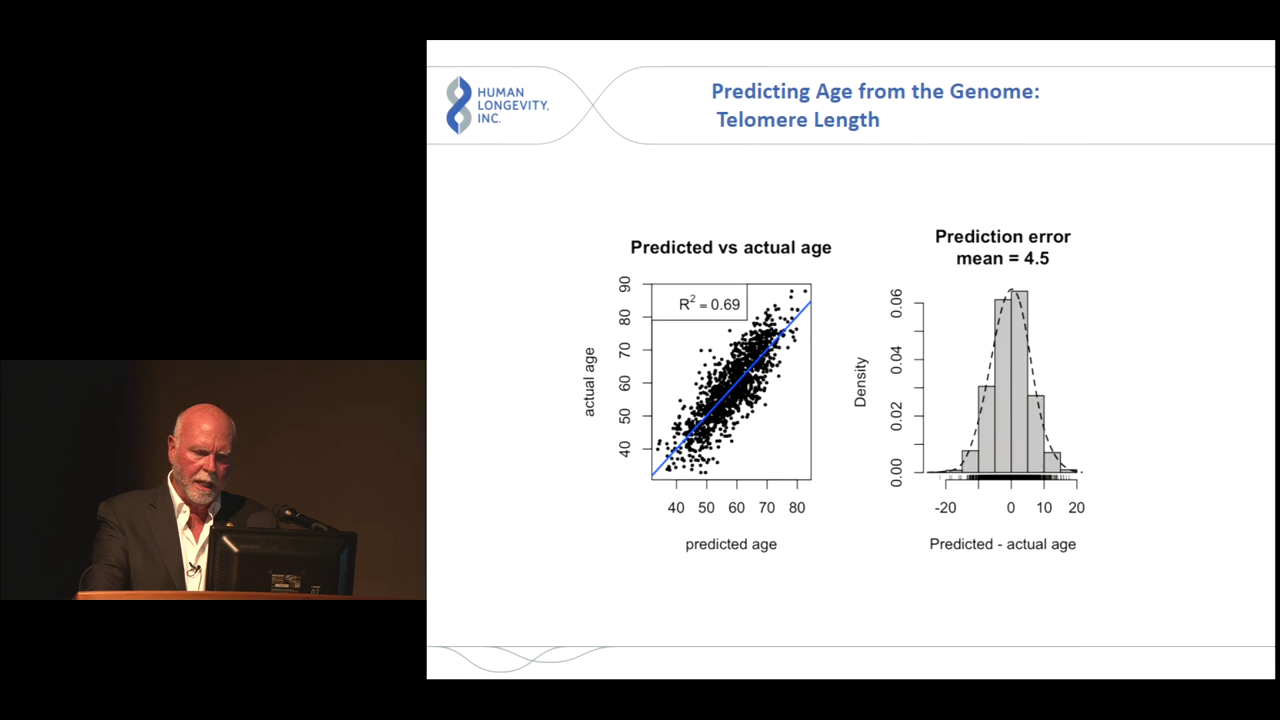 HUMAN
LONGEVITY,
INC.
Predicting Age from the Genome:
Telomere Length
Predicted vs actual age
R² = 0.69
actual age
90
80
70
60
50
40
40 50 60 70 80
predicted age
Prediction error
mean = 4.5
Density
0.06
0.04
0.02
0.00
-20 0 10 20
Predicted - actual age